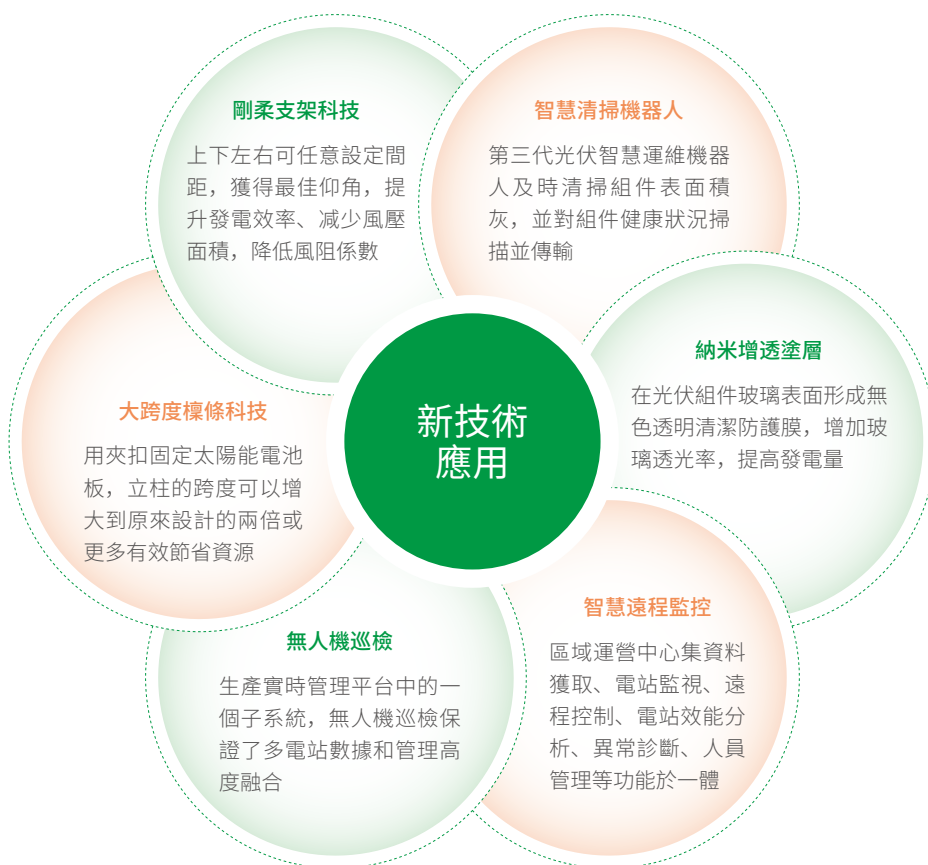 剛柔支架科技
上下左右可任意設定間
距，獲得最佳仰角，提
升發電效率、減少風壓
面積，降低風阻係數
智慧清掃機器人
第三代光伏智慧運維機器
人及時清掃組件表面積
灰，並對組件健康狀況掃
描並傳輸
納米增透塗層
在光伏組件玻璃表面形成無
色透明清潔防護膜，增加玻
璃透光率，提高發電量
新技術
應用
大跨度檁條科技
用夾扣固定太陽能電池
板，立柱的跨度可以增
大到原來設計的兩倍或
更多有效節省資源
智慧遠程監控
區域運營中心集資料
獲取、電站監視、遠
程控制、電站效能分
析、異常診斷、人員
管理等功能於一體
無人機巡檢
生產實時管理平台中的一
個子系統，無人機巡檢保
證了多電站數據和管理高
度融合